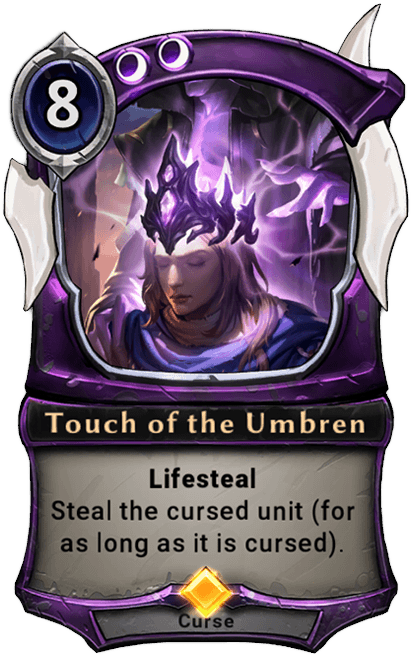 8
Touch of the Umbren
Lifesteal
Steal the cursed unit (for
as long as it is cursed).
Curse